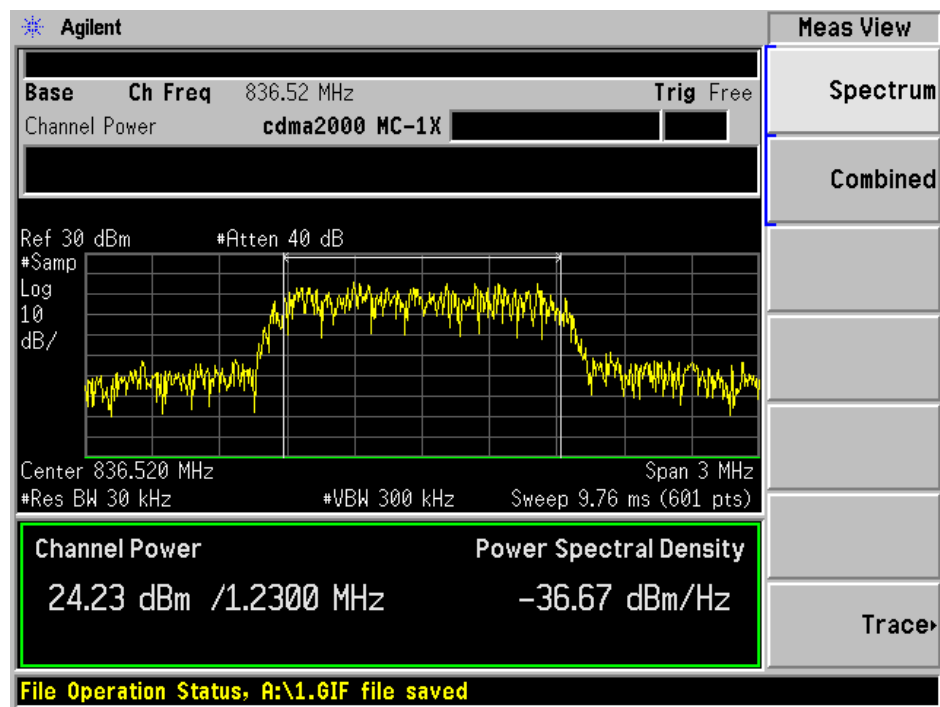 Agilent
Meas View
Base Ch Freq 836.52 MHz Trig Free
Channel Power cdma2000 MC-1X
Spectrum
Combined
Ref 30 dBm #Atten 40 dB
#Samp
Log
10
dB/
Center 836.520 MHz Span 3 MHz
#Res BW 30 kHz #VBW 300 kHz Sweep 9.76 ms (601 pts)
Channel Power Power Spectral Density
24.23 dBm /1.2300 MHz -36.67 dBm/Hz
Trace
File Operation Status, A:\1.GIF file saved